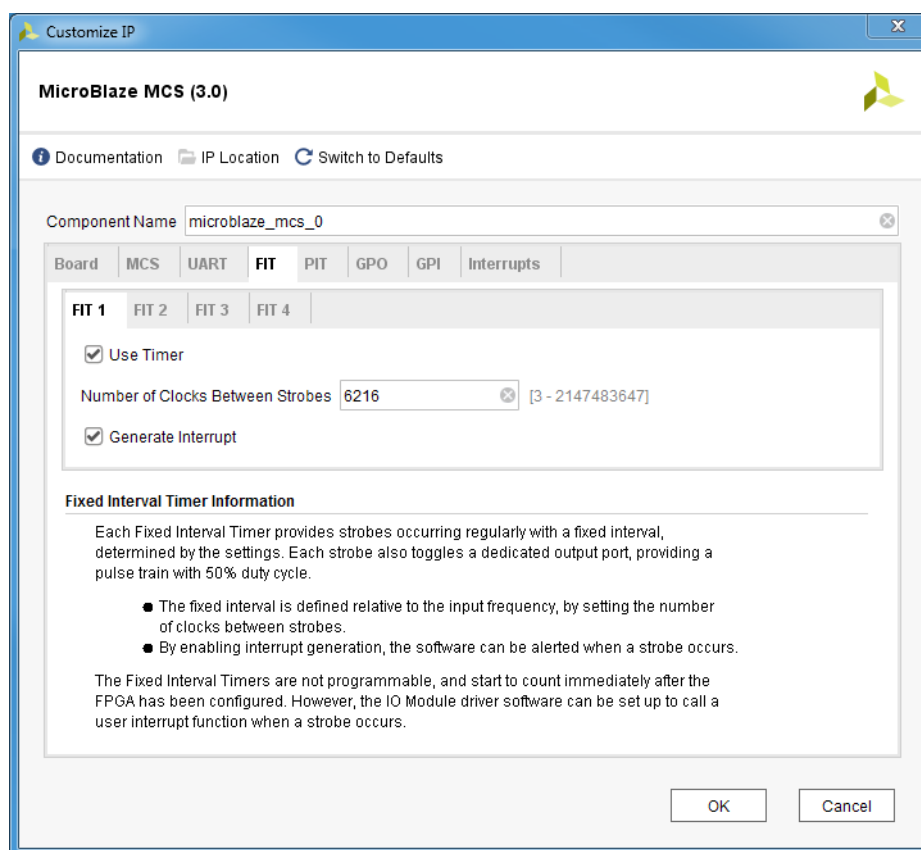 Customize IP
MicroBlaze MCS (3.0)
Documentation IP Location Switch to Defaults
Component Name microblaze_mcs_0
Board MCS UART FIT PIT GPO GPI Interrupts
FIT 1 FIT 2 FIT 3 FIT 4
Use Timer
Number of Clocks Between Strobes 6216 [3 - 2147483647]
Generate Interrupt
Fixed Interval Timer Information
Each Fixed Interval Timer provides strobes occurring regularly with a fixed interval,
determined by the settings. Each strobe also toggles a dedicated output port, providing a
pulse train with 50% duty cycle.
● The fixed interval is defined relative to the input frequency, by setting the number
of clocks between strobes.
● By enabling interrupt generation, the software can be alerted when a strobe occurs.
The Fixed Interval Timers are not programmable, and start to count immediately after the
FPGA has been configured. However, the IO Module driver software can be set up to call a
user interrupt function when a strobe occurs.
OK Cancel